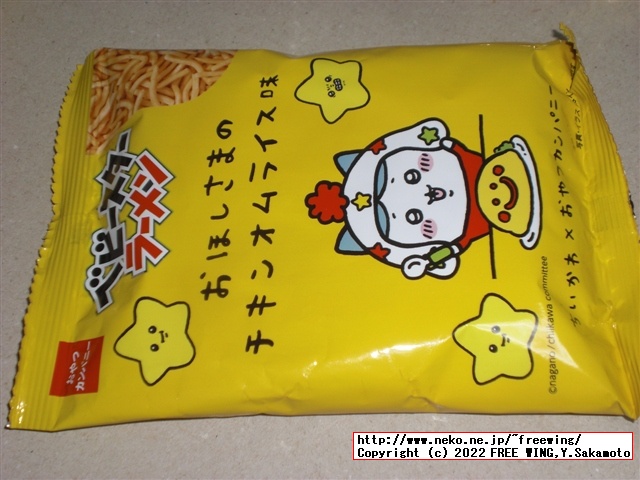 ベビースター
ラーメン
おほしさまの
チキンオムライス味
おやつ
カンパニー
ちいかわ×おやつカンパニー
©nagano / chiikawa committee
http://www.neko.ne.jp/~freewing/
Copyright (c) 2022 FREE WING,Y.Sakamoto